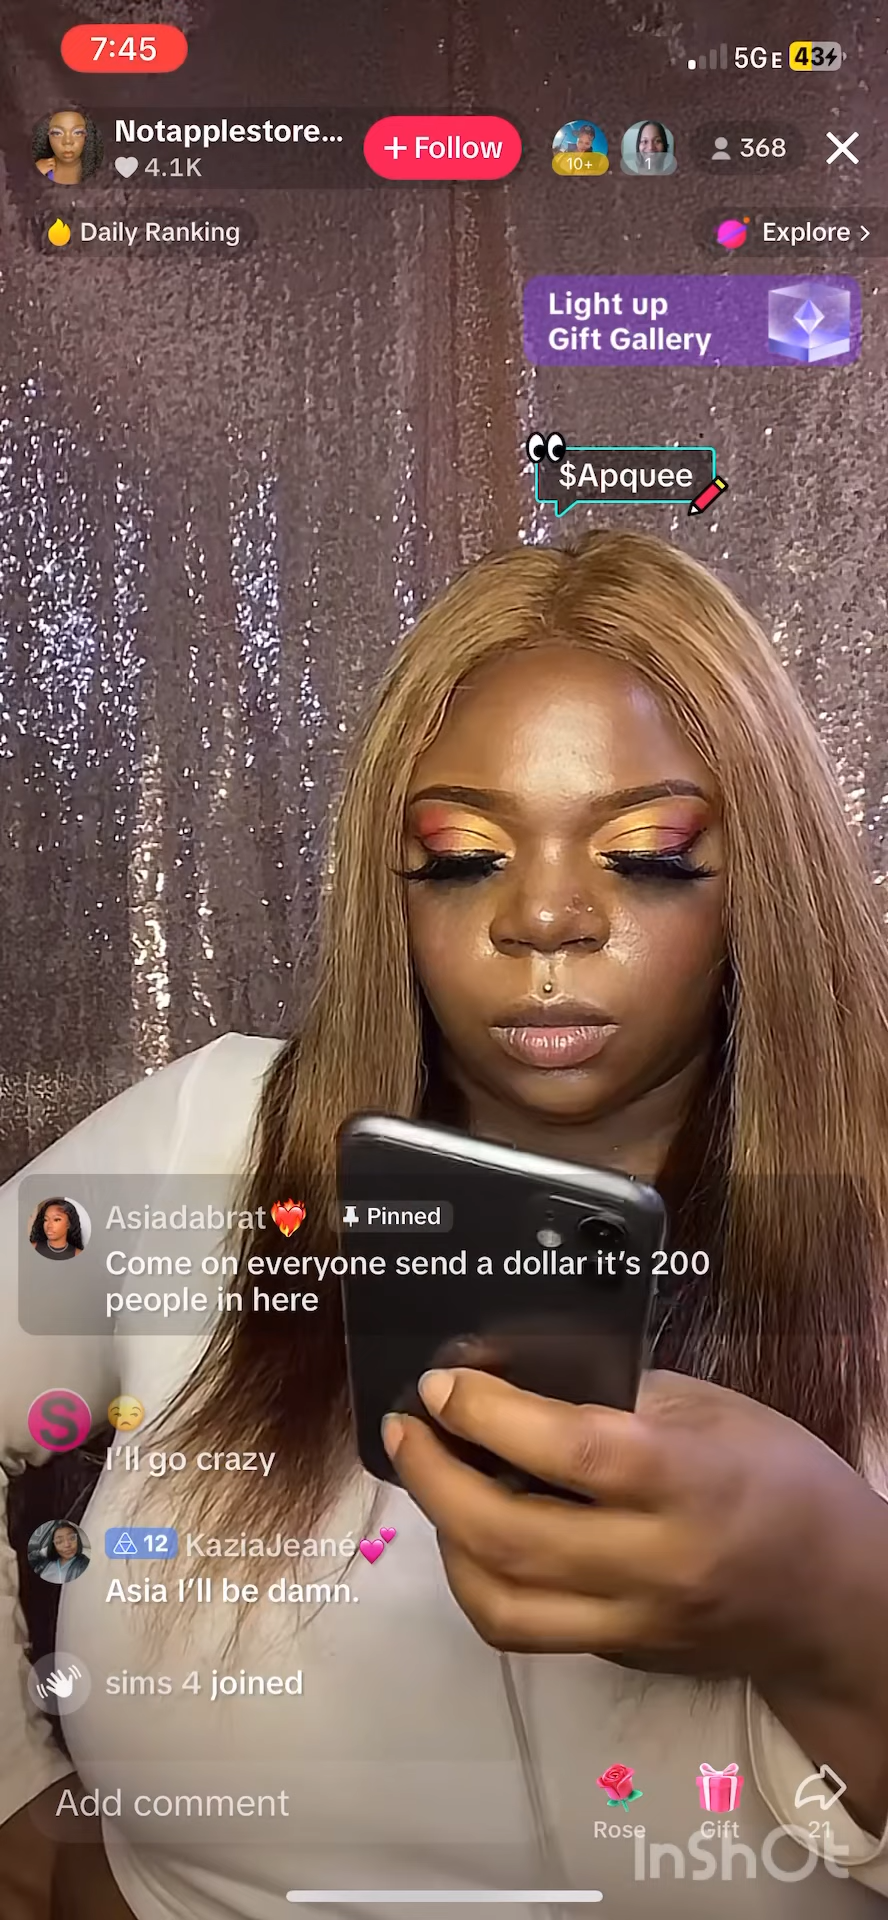 7:45
5GE 43
Notapplestore...
4.1K
+ Follow
10+
1
368
Daily Ranking
Explore >
Light up
Gift Gallery
$Apquee
Asiadabrat Pinned
Come on everyone send a dollar it's 200
people in here
S
I'll go crazy
12 KaziaJeané
Asia I'll be damn.
sims 4 joined
Add comment
Rose
Gift
21
InShOt